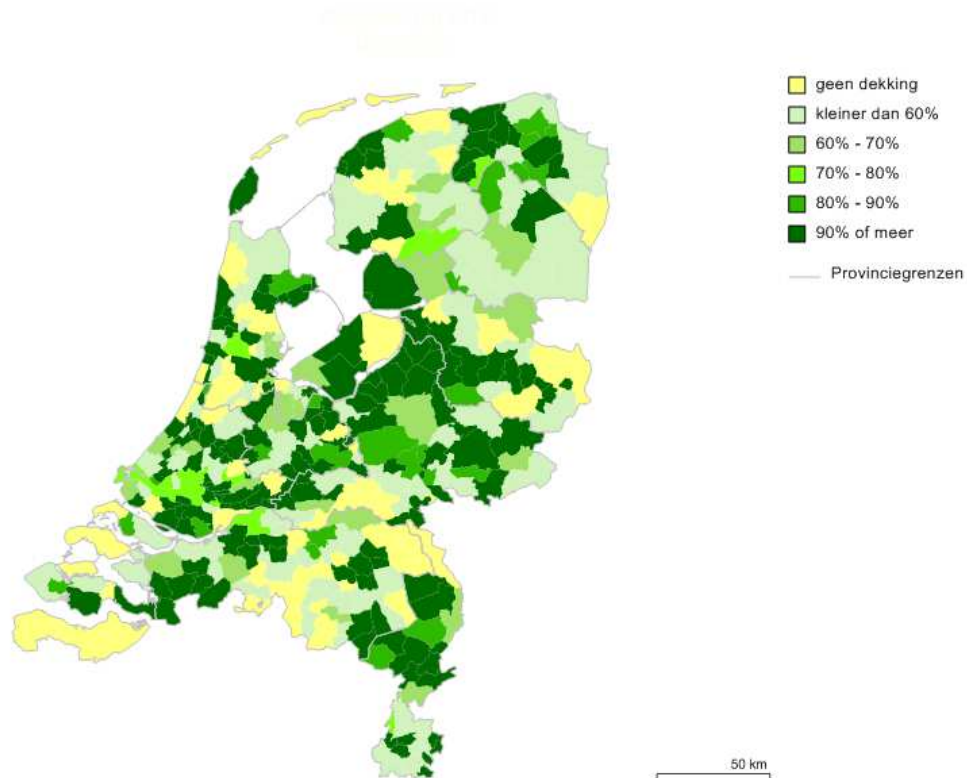 geen dekking
kleiner dan 60%
60% - 70%
70% - 80%
80% - 90%
90% of meer
Provinciegrenzen
50 km